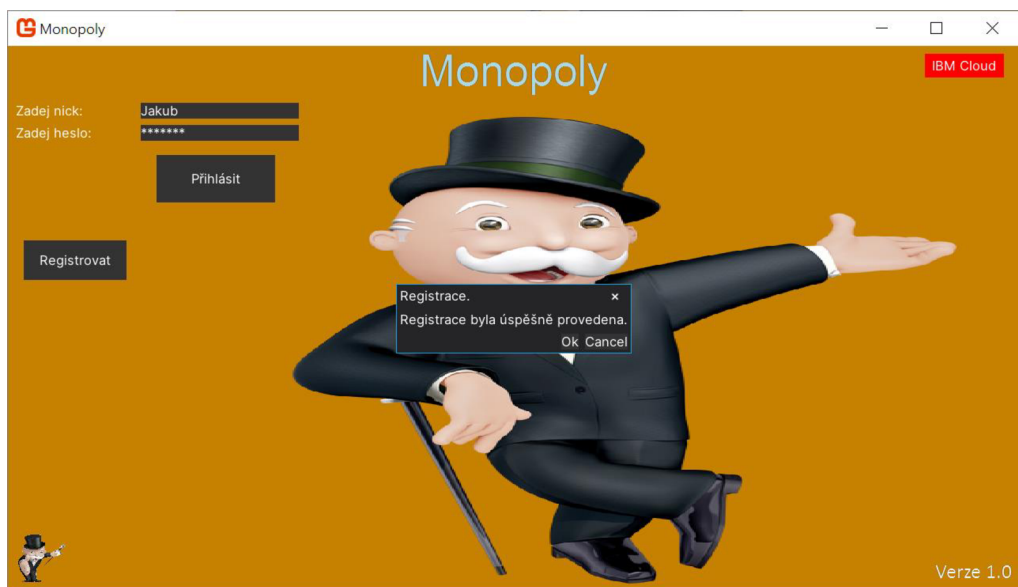 Monopoly
Monopoly
IBM Cloud
Zadej nick:
Jakub
Zadej heslo:
*******
Přihlásit
Registrovat
Registrace.
×
Registrace byla úspěšně provedena.
Ok Cancel
Verze 1.0